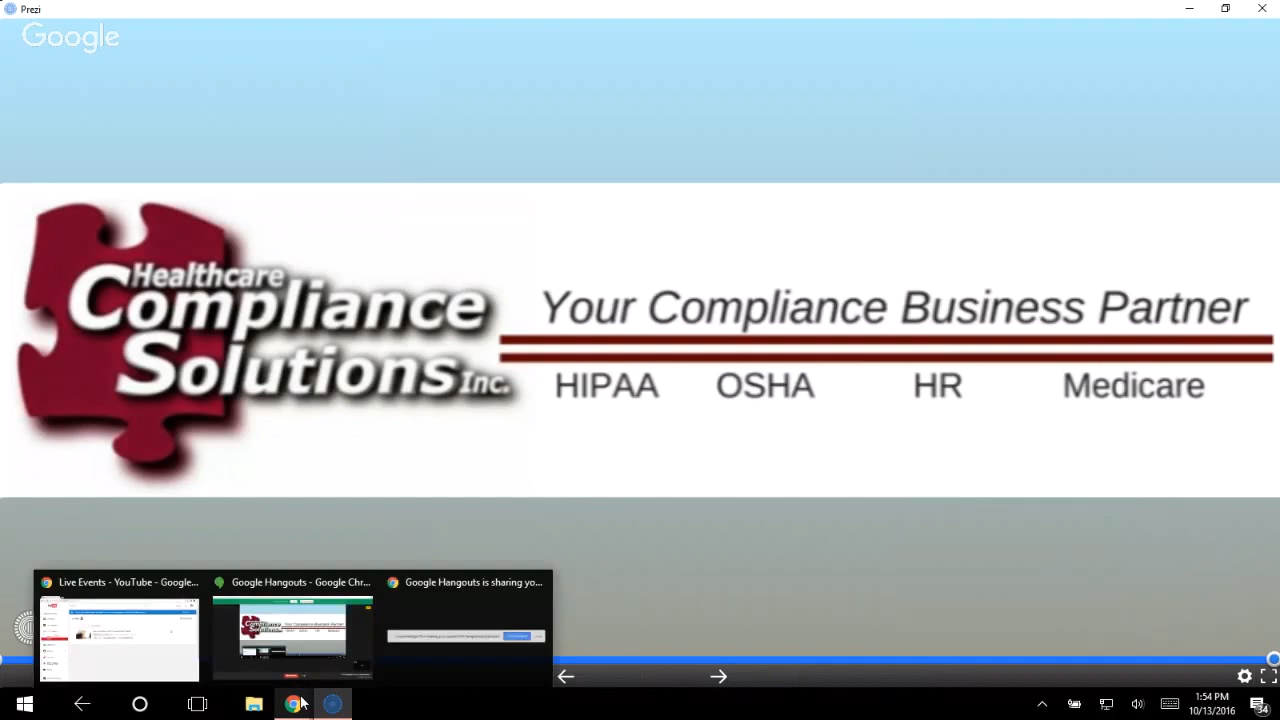 Prezi
Google
Healthcare
Compliance
Solutions Inc.
Your Compliance Business Partner
HIPAA OSHA HR Medicare
Live Events - YouTube - Google...
Google Hangouts - Google Chr...
Google Hangouts is sharing yo...
1:54 PM
10/13/2016